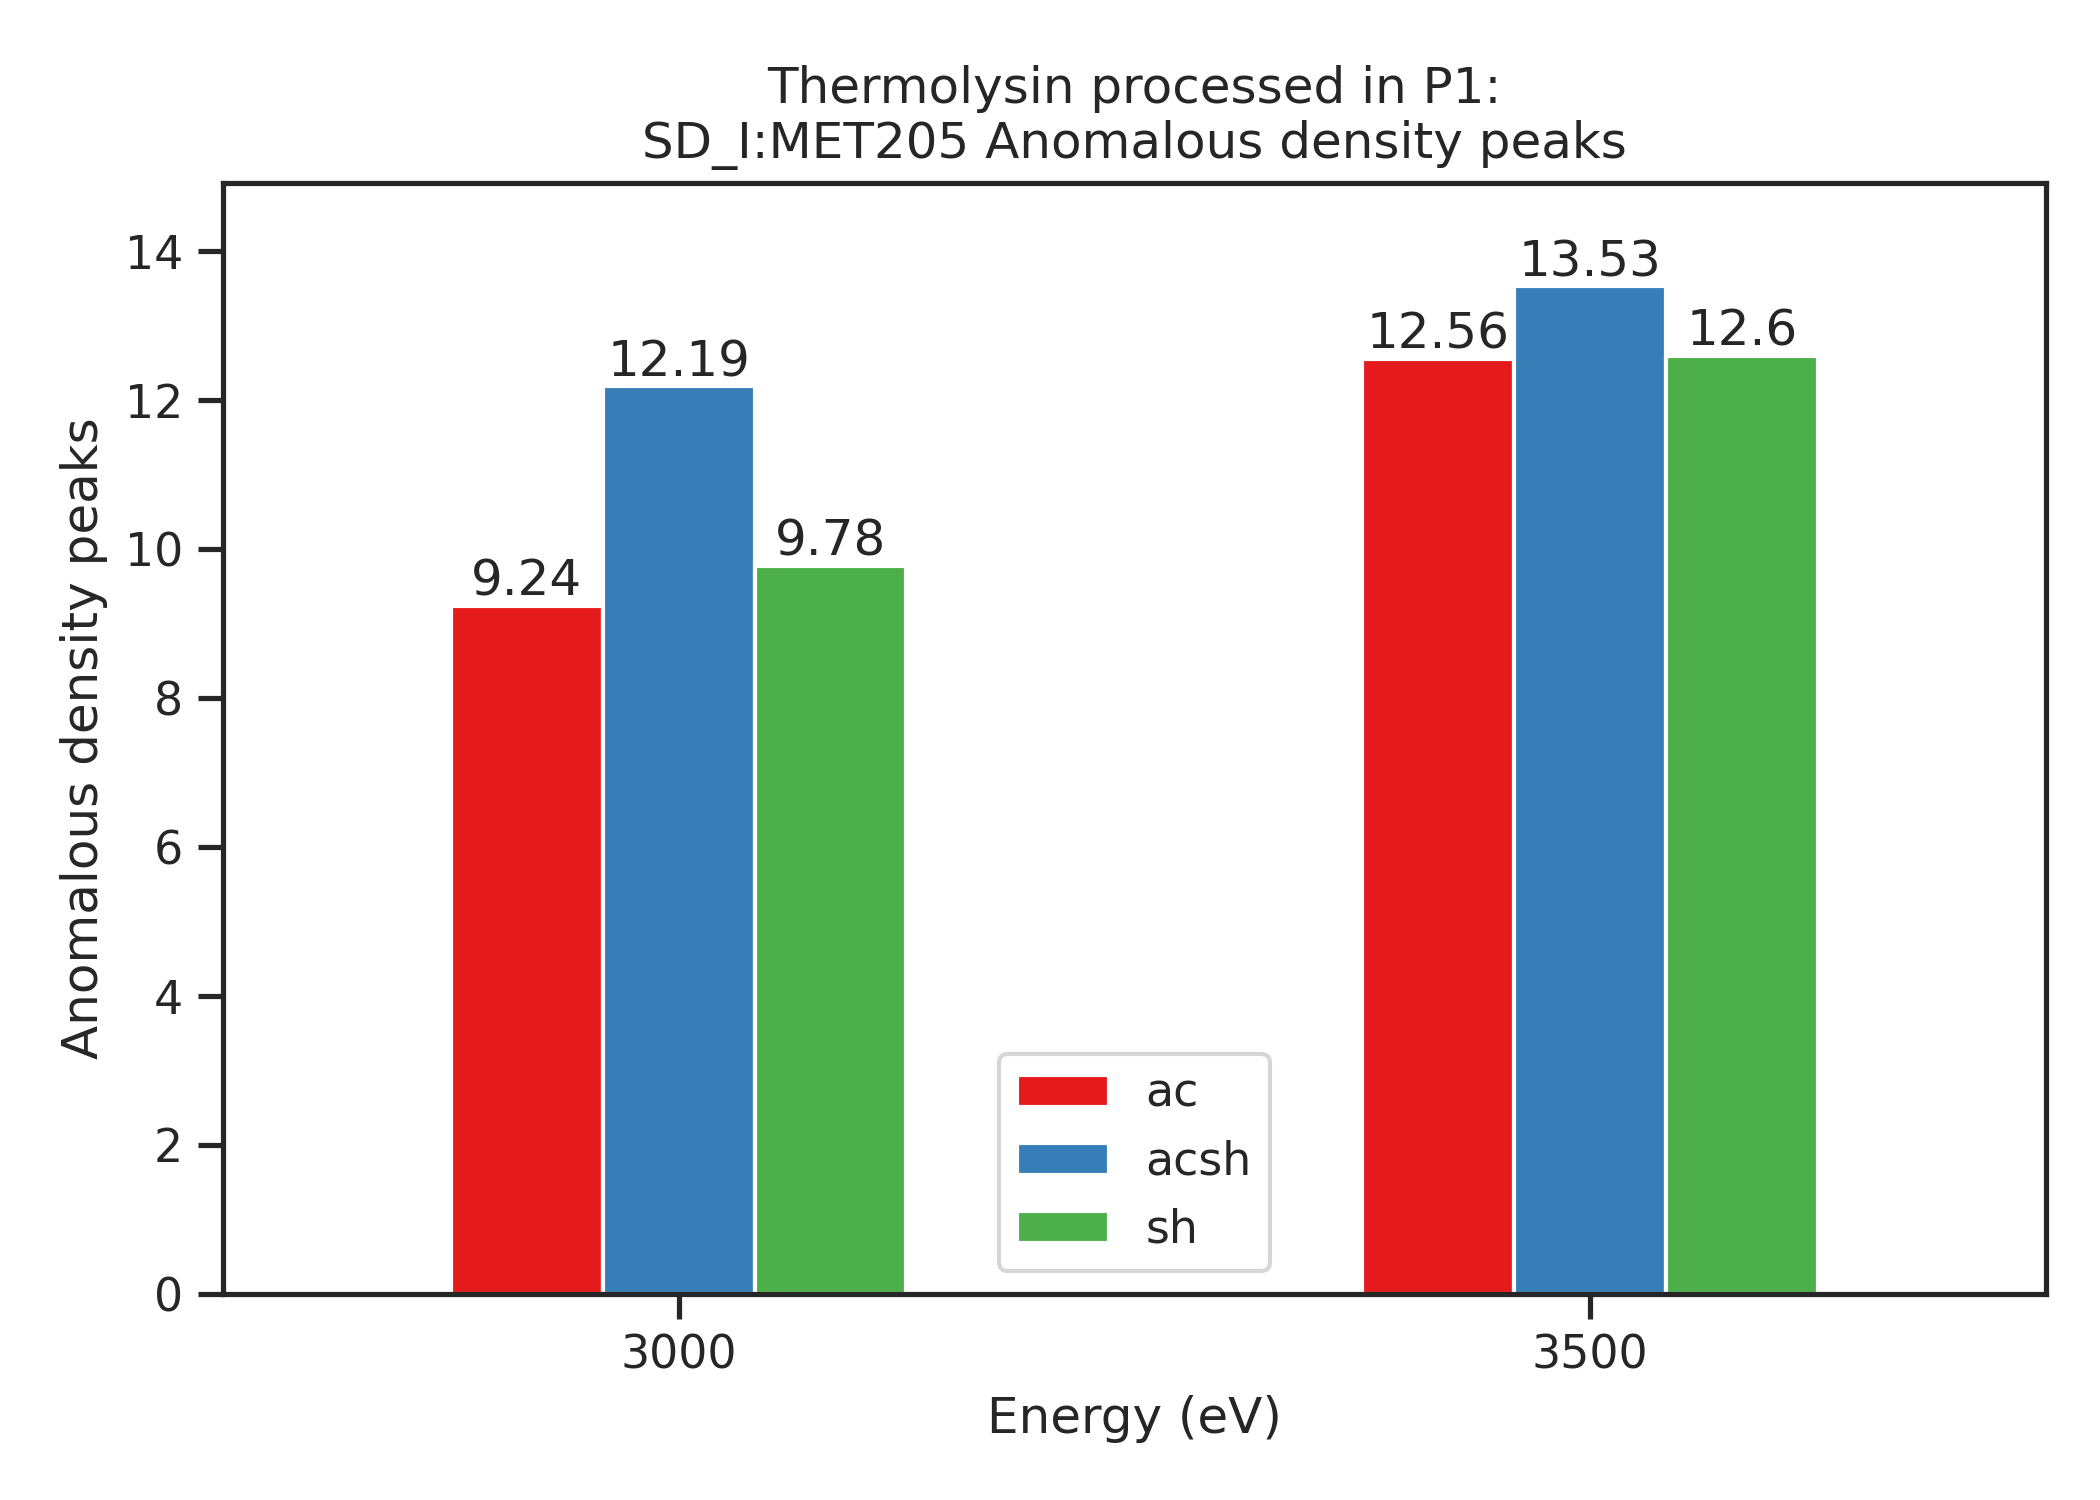 Thermolysin processed in P1:
SD_I:MET205 Anomalous density peaks
Anomalous density peaks
14
12
10
8
6
4
2
0
9.24
12.19
9.78
12.56
13.53
12.6
ac
acsh
sh
3000
3500
Energy (eV)